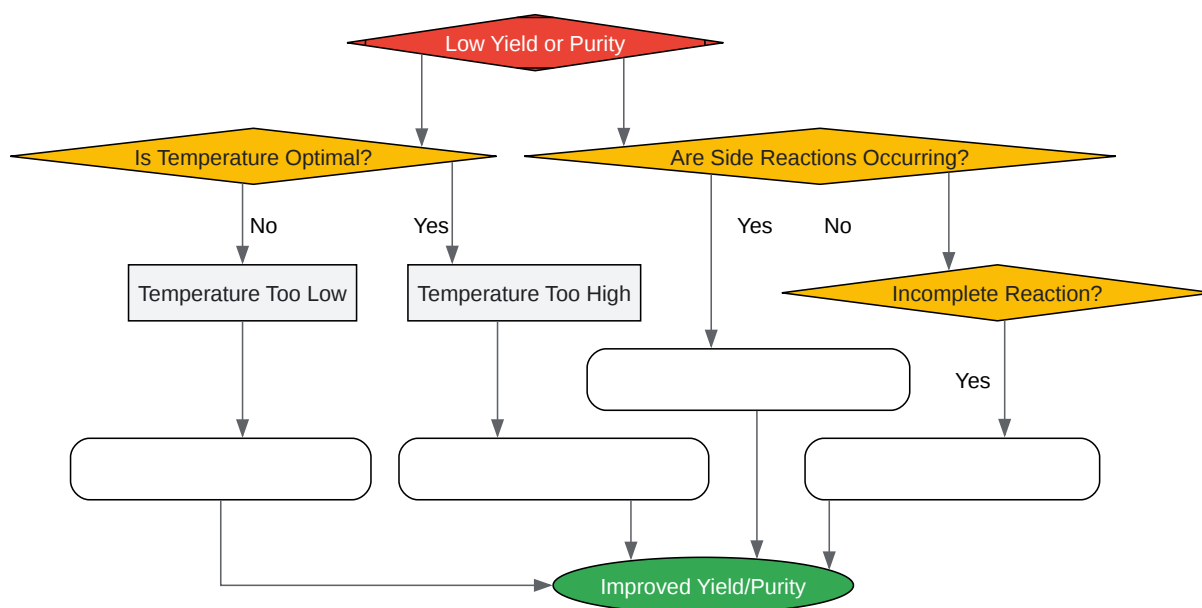 Low Yield or Purity
Is Temperature Optimal?
Are Side Reactions Occurring?
No
Yes
Yes
No
Temperature Too Low
Temperature Too High
Incomplete Reaction?
Yes
Improved Yield/Purity